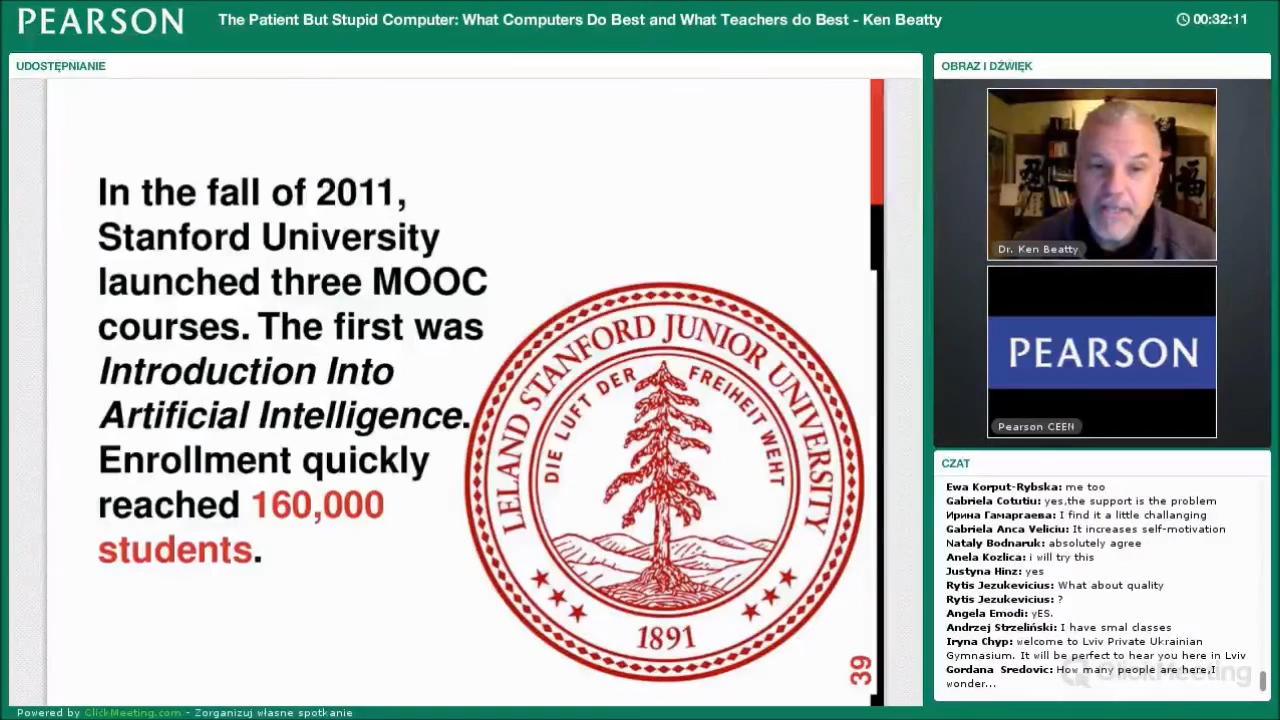 PEARSON
The Patient But Stupid Computer: What Computers Do Best and What Teachers do Best - Ken Beatty
00:32:11
UDOSTĘPNIANIE
In the fall of 2011,
Stanford University
launched three MOOC
courses. The first was
Introduction Into
Artificial Intelligence.
Enrollment quickly
reached 160,000
students.
LELAND STANFORD JUNIOR UNIVERSITY
DIE LUFT DER FREIHEIT WEHT
1891
39
OBRAZ I DŹWIĘK
福
Dr. Ken Beatty
PEARSON
Pearson CEEN
CZAT
Ewa Korput-Rybska: me too
Gabriela Cotutiu: yes,the support is the problem
Ирина Гамаргаева: I find it a little challanging
Gabriela Anca Veliciu: It increases self-motivation
Nataly Bodnaruk: absolutely agree
Anela Kozlica: i will try this
Justyna Hinz: yes
Rytis Jezukevicius: What about quality
Rytis Jezukevicius: ?
Angela Emodi: yES.
Andrzej Strzeliński: I have smal classes
Iryna Chyp: welcome to Lviv Private Ukrainian
Gymnasium. It will be perfect to hear you here in Lviv
Gordana Sredovic: How many people are here,I
wonder...
ClickMeeting
Powered by ClickMeeting.com - Zorganizuj własne spotkanie